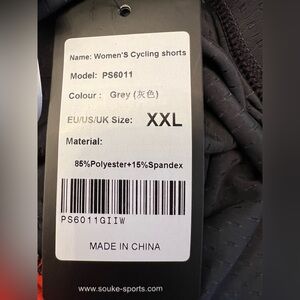 Name: Women'S Cycling shorts
Model: PS6011
Colour : Grey (灰色)
EU/US/UK Size: XXL
Material:
85%Polyester+15%Spandex
PS6011GIIW
MADE IN CHINA
www.souke-sports.com